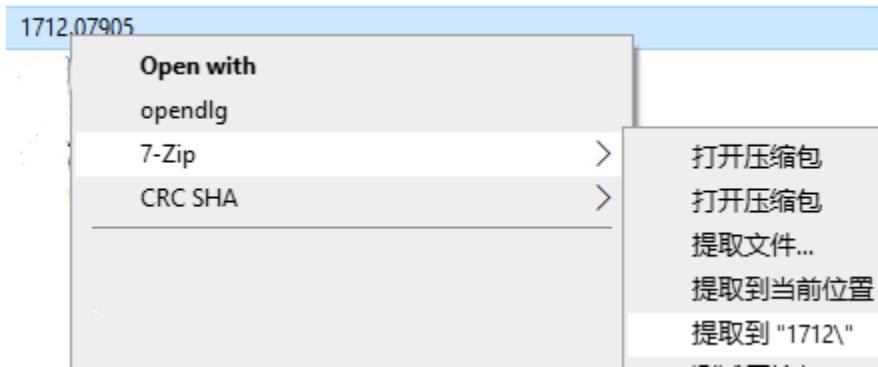 1712.07905
Open with
opendlg
7-Zip
CRC SHA
打开压缩包
打开压缩包
提取文件...
提取到当前位置
提取到 "1712\"